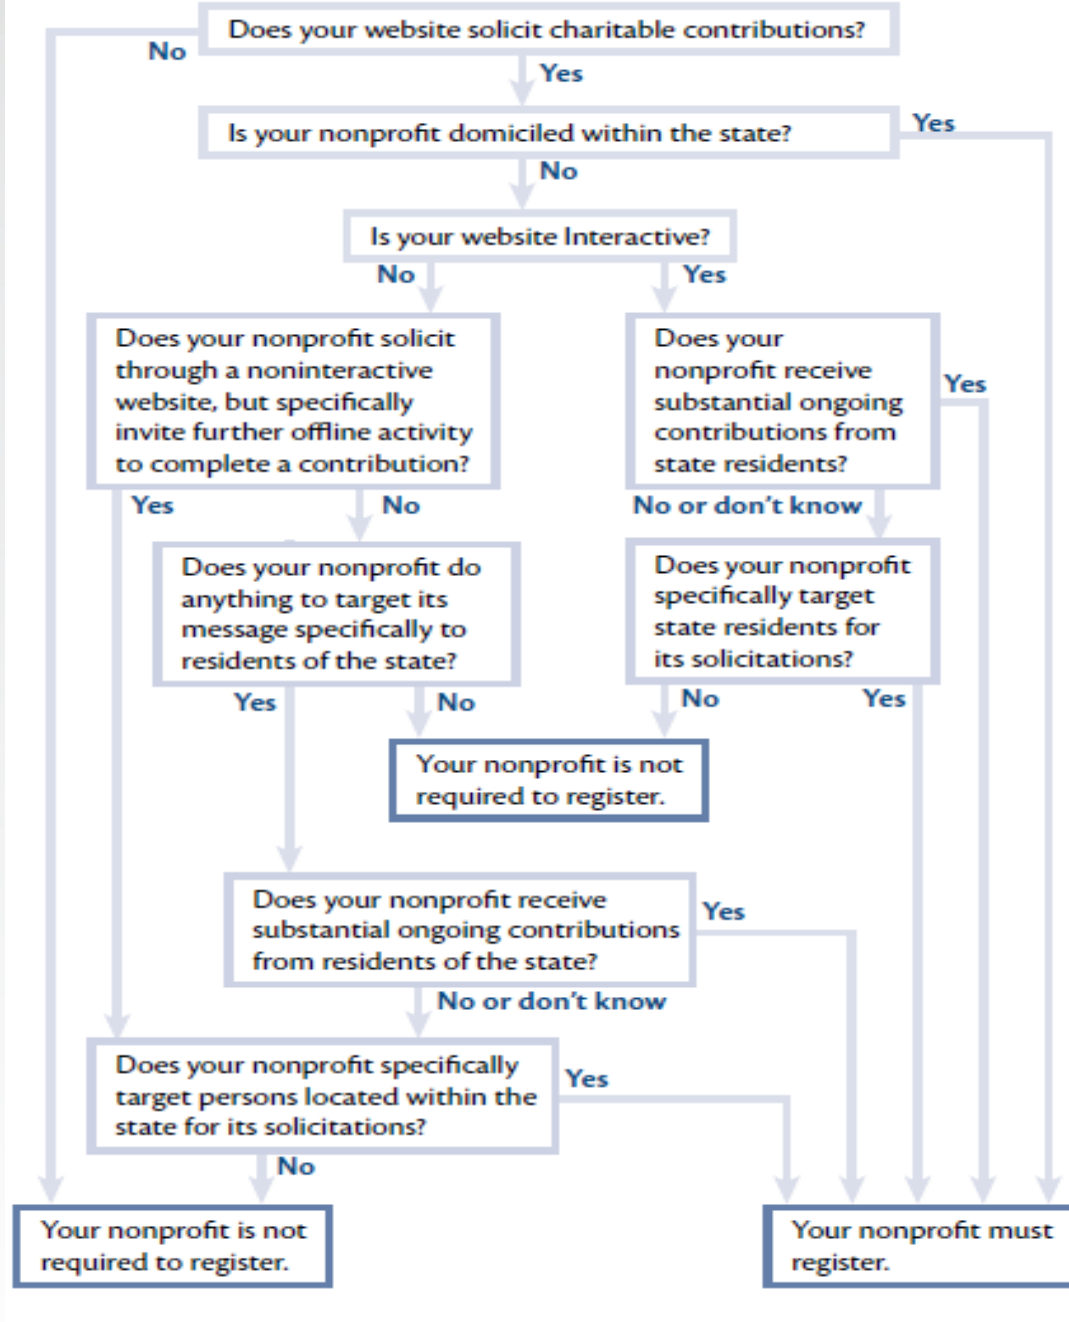 Does your website solicit charitable contributions?
No
Yes
Is your nonprofit domiciled within the state?
Yes
No
Is your website Interactive?
No
Yes
Does your nonprofit solicit
through a noninteractive
website, but specifically
invite further offline activity
to complete a contribution?
Does your
nonprofit receive
substantial ongoing
contributions from
state residents?
Yes
Yes
No
No or don't know
Does your nonprofit do
anything to target its
message specifically to
residents of the state?
Does your nonprofit
specifically target
state residents for
its solicitations?
Yes
No
No
Yes
Your nonprofit is not
required to register.
Does your nonprofit receive
substantial ongoing contributions
from residents of the state?
Yes
No or don't know
Does your nonprofit specifically
target persons located within the
state for its solicitations?
Yes
No
Your nonprofit is not
required to register.
Your nonprofit must
register.